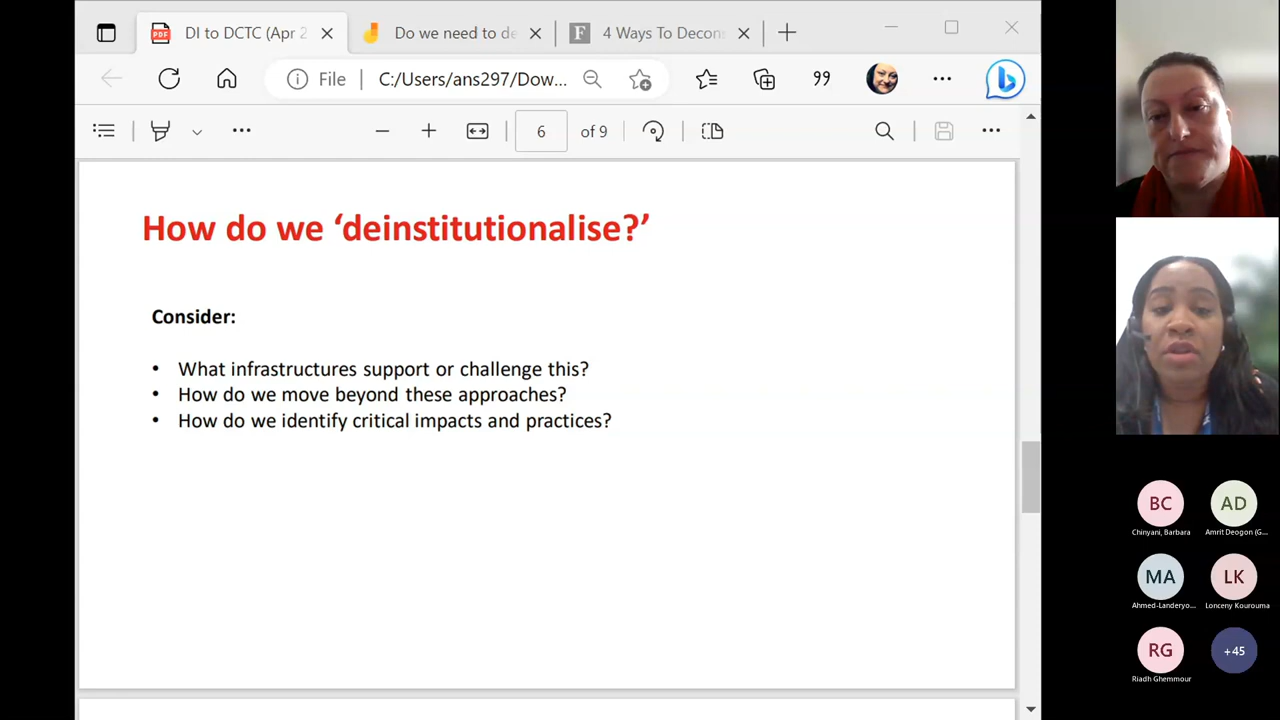 DI to DCTC (Apr 2
Do we need to de
4 Ways To Decons
File
C:/Users/ans297/Dow...
6
of 9
How do we ‘deinstitutionalise?’
Consider:
• What infrastructures support or challenge this?
• How do we move beyond these approaches?
• How do we identify critical impacts and practices?
BC
AD
Chinyani, Barbara
Amrit Deogon (G...
MA
LK
Ahmed-Landeryo...
Lonceny Kourouma
RG
+45
Riadh Ghemmour